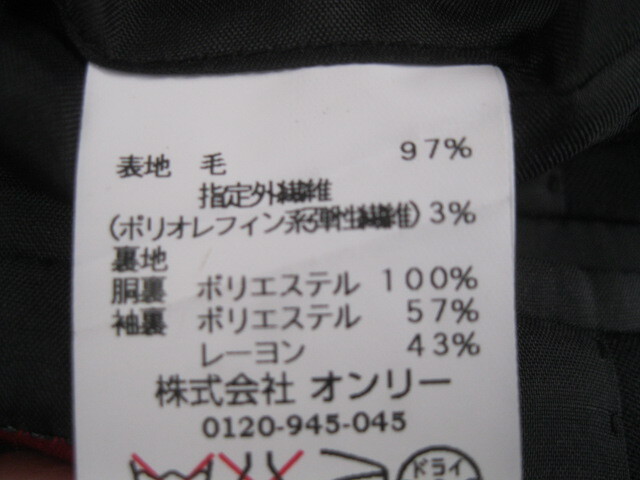 表地 毛 97%
指定外繊維
(ポリオレフィン系弾性繊維) 3%
裏地
胴裏 ポリエステル 100%
袖裏 ポリエステル 57%
レーヨン 43%
株式会社 オンリー
0120-945-045
ドライ